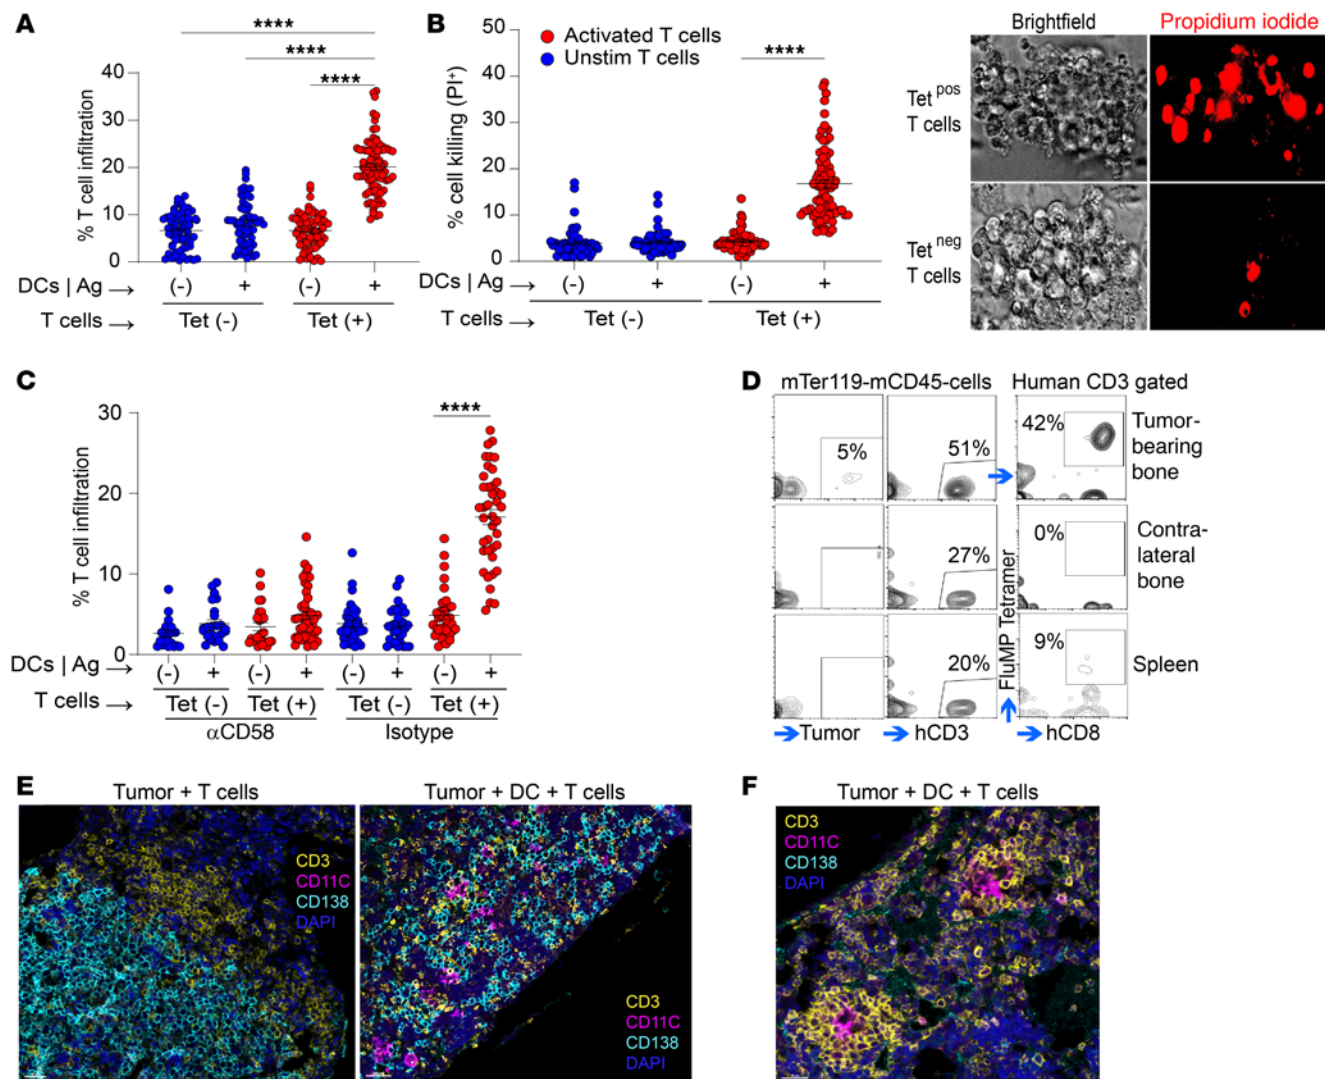 A
****
****
****
% T cell infiltration
40
30
20
10
0
DCs | Ag → (-) + (-) +
T cells → Tet (-) Tet (+)
B
Activated T cells
Unstim T cells
****
% cell killing (PI⁺)
50
40
30
20
10
0
DCs | Ag → (-) + (-) +
T cells → Tet (-) Tet (+)
Brightfield Propidium iodide
Tet pos
T cells
Tet neg
T cells
C
****
% T cell infiltration
30
20
10
0
DCs | Ag → (-) + (-) + (-) + (-) +
T cells → Tet (-) Tet (+) Tet (-) Tet (+)
αCD58 Isotype
D
mTer119-mCD45-cells Human CD3 gated
5% 51% 42%
Tumor-
bearing
bone
27% 0%
Contra-
lateral
bone
20% 9%
Spleen
FluMP Tetramer
Tumor hCD3 hCD8
E
Tumor + T cells
CD3
CD11C
CD138
DAPI
Tumor + DC + T cells
CD3
CD11C
CD138
DAPI
F
Tumor + DC + T cells
CD3
CD11C
CD138
DAPI